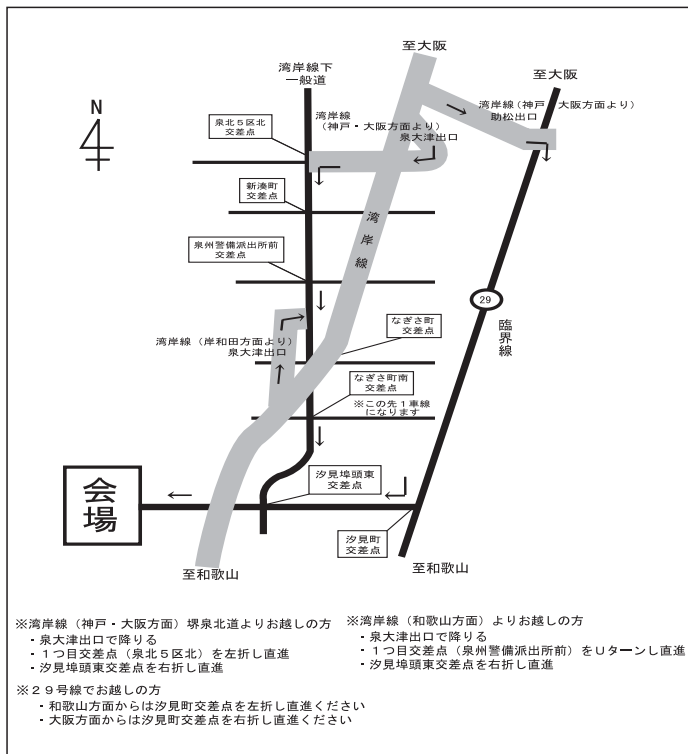 至大阪
湾岸線下
一般道
至大阪
N
湾岸線(神戸・大阪方面より)
助松出口
湾岸線
(神戸・大阪方面より)
泉大津出口
泉北5区北
交差点
新湊町
交差点
湾岸線
泉州警備派出所前
交差点
29
臨界線
なぎさ町
交差点
湾岸線(岸和田方面より)
泉大津出口
なぎさ町南
交差点
※この先1車線
になります
会場
汐見埠頭東
交差点
汐見町
交差点
至和歌山
至和歌山
※湾岸線(神戸・大阪方面)堺泉北道よりお越しの方
・泉大津出口で降りる
・1つ目交差点(泉北5区北)を左折し直進
・汐見埠頭東交差点を右折し直進
※湾岸線(和歌山方面)よりお越しの方
・泉大津出口で降りる
・1つ目交差点(泉州警備派出所前)をUターンし直進
・汐見埠頭東交差点を右折し直進
※29号線でお越しの方
・和歌山方面からは汐見町交差点を左折し直進ください
・大阪方面からは汐見町交差点を右折し直進ください